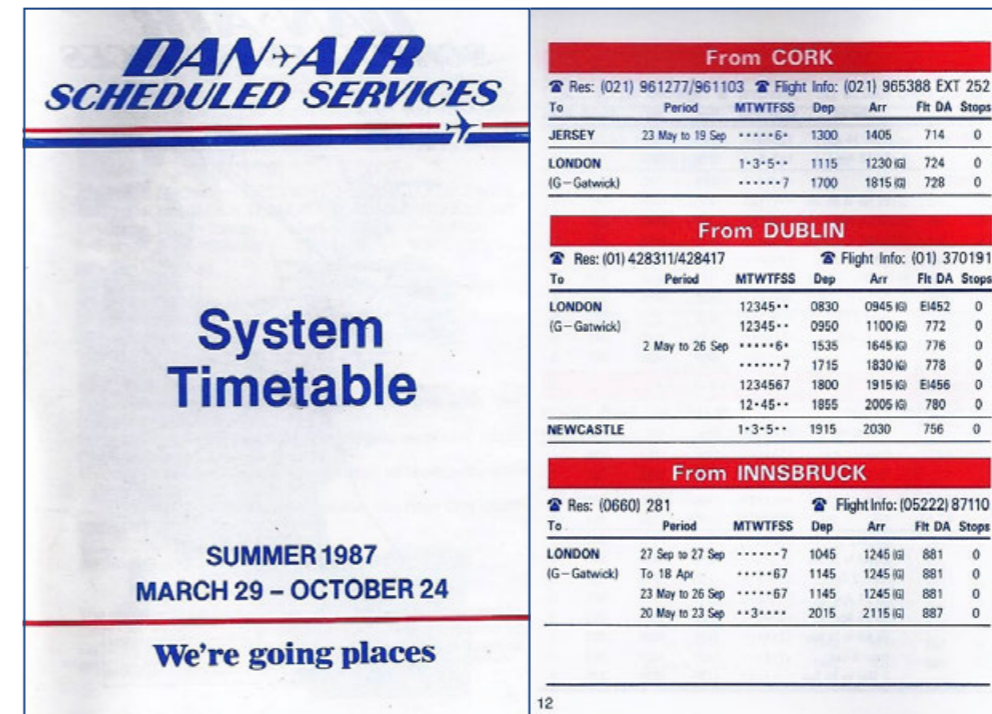 DAN AIR
SCHEDULED SERVICES
System
Timetable
SUMMER 1987
MARCH 29 – OCTOBER 24
We're going places
From CORK
☎ Res: (021) 961277/961103 ☎ Flight Info: (021) 965388 EXT 252
To Period MTWTFSS Dep Arr Flt DA Stops
JERSEY 23 May to 19 Sep •••••6• 1300 1405 714 0
LONDON 1•3•5•• 1115 1230 (G) 724 0
(G–Gatwick) ••••••7 1700 1815 (G) 728 0
From DUBLIN
☎ Res: (01) 428311/428417 ☎ Flight Info: (01) 370191
To Period MTWTFSS Dep Arr Flt DA Stops
LONDON 12345•• 0830 0945 (G) EI452 0
(G–Gatwick) 12345•• 0950 1100 (G) 772 0
2 May to 26 Sep •••••6• 1535 1645 (G) 776 0
••••••7 1715 1830 (G) 778 0
1234567 1800 1915 (G) EI456 0
12•45•• 1855 2005 (G) 780 0
NEWCASTLE 1•3•5•• 1915 2030 756 0
From INNSBRUCK
☎ Res: (0660) 281 ☎ Flight Info: (05222) 87110
To Period MTWTFSS Dep Arr Flt DA Stops
LONDON 27 Sep to 27 Sep ••••••7 1045 1245 (G) 881 0
(G–Gatwick) To 18 Apr •••••67 1145 1245 (G) 881 0
23 May to 26 Sep •••••67 1145 1245 (G) 881 0
20 May to 23 Sep ••3•••• 2015 2115 (G) 887 0
12